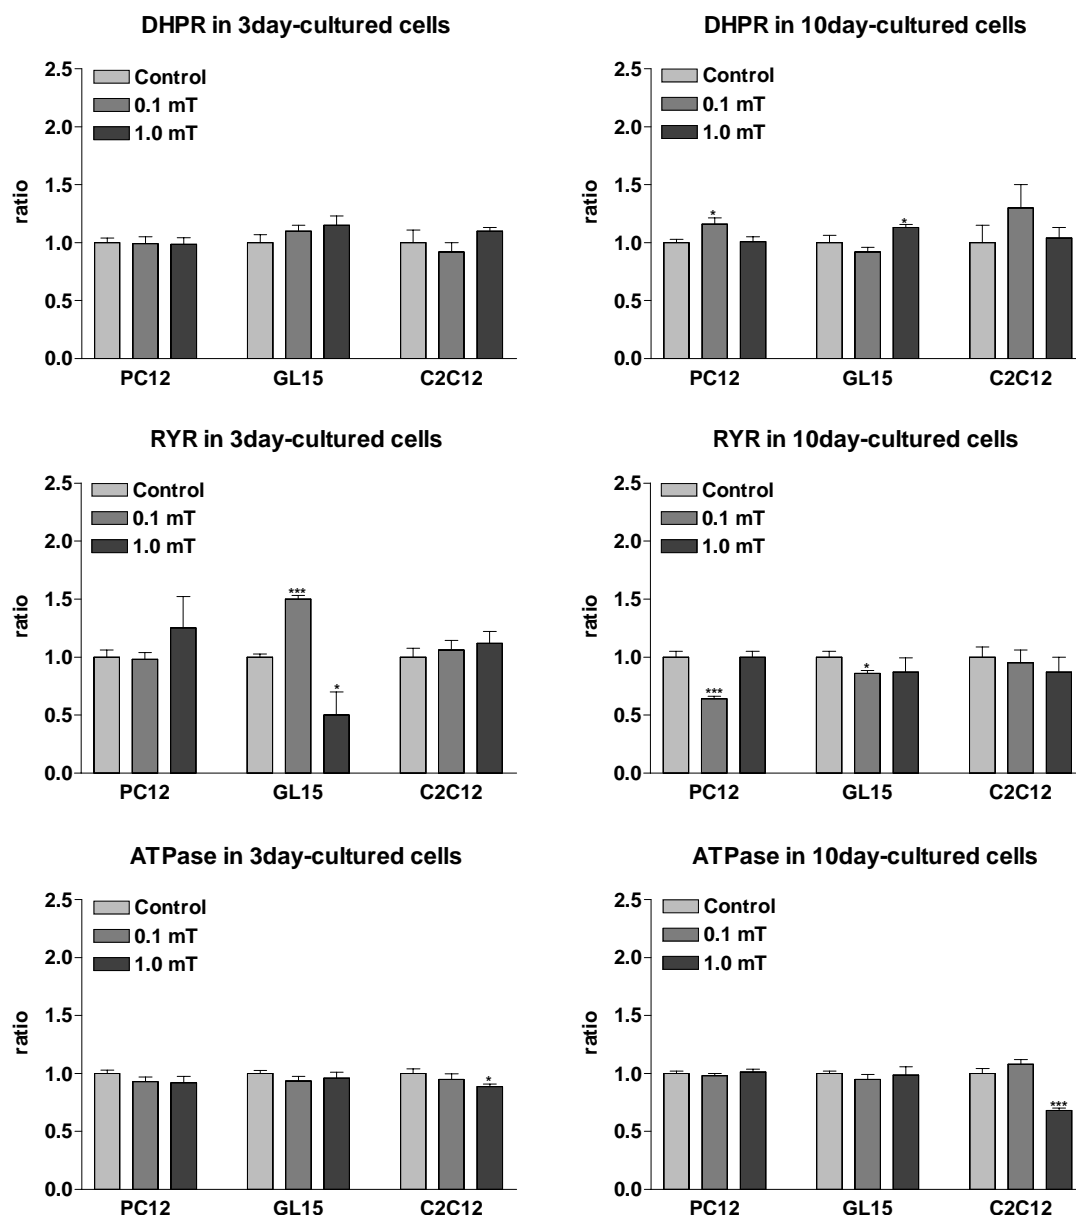 DHPR in 3day-cultured cells
2.5
2.0
1.5
1.0
0.5
0.0
ratio
Control
0.1 mT
1.0 mT
PC12 GL15 C2C12
DHPR in 10day-cultured cells
2.5
2.0
1.5
1.0
0.5
0.0
ratio
Control
0.1 mT
1.0 mT
*
*
PC12 GL15 C2C12
RYR in 3day-cultured cells
2.5
2.0
1.5
1.0
0.5
0.0
ratio
Control
0.1 mT
1.0 mT
***
*
PC12 GL15 C2C12
RYR in 10day-cultured cells
2.5
2.0
1.5
1.0
0.5
0.0
ratio
Control
0.1 mT
1.0 mT
***
*
PC12 GL15 C2C12
ATPase in 3day-cultured cells
2.5
2.0
1.5
1.0
0.5
0.0
ratio
Control
0.1 mT
1.0 mT
*
PC12 GL15 C2C12
ATPase in 10day-cultured cells
2.5
2.0
1.5
1.0
0.5
0.0
ratio
Control
0.1 mT
1.0 mT
***
PC12 GL15 C2C12